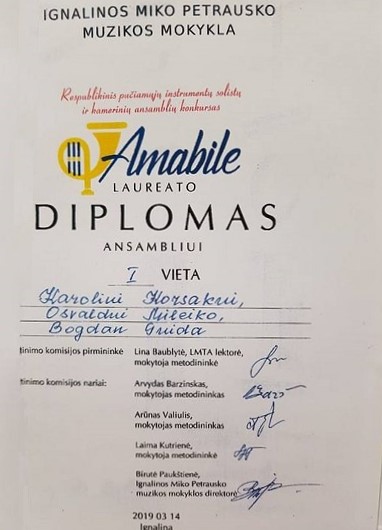 IGNALINOS MIKO PETRAUSKO
MUZIKOS MOKYKLA
Respublikinis pučiamųjų instrumentų solistų
ir kamerinių ansamblių konkursas
Amabile
LAUREATO
DIPLOMAS
ANSAMBLIUI
I VIETA
Karolini Korsakui,
Osvaldui Mileiko,
Bogdan Gruda
tinimo komisijos pirmininkė
Lina Baublytė, LMTA lektorė,
mokytoja metodininkė
tinimo komisijos nariai:
Arvydas Barzinskas,
mokytojas metodininkas
Arūnas Valiulis,
mokytojas metodininkas
Laima Kutrienė,
mokytoja metodininkė
Birutė Paukštienė,
Ignalinos Miko Petrausko
muzikos mokyklos direktorė
2019 03 14
Ignalina